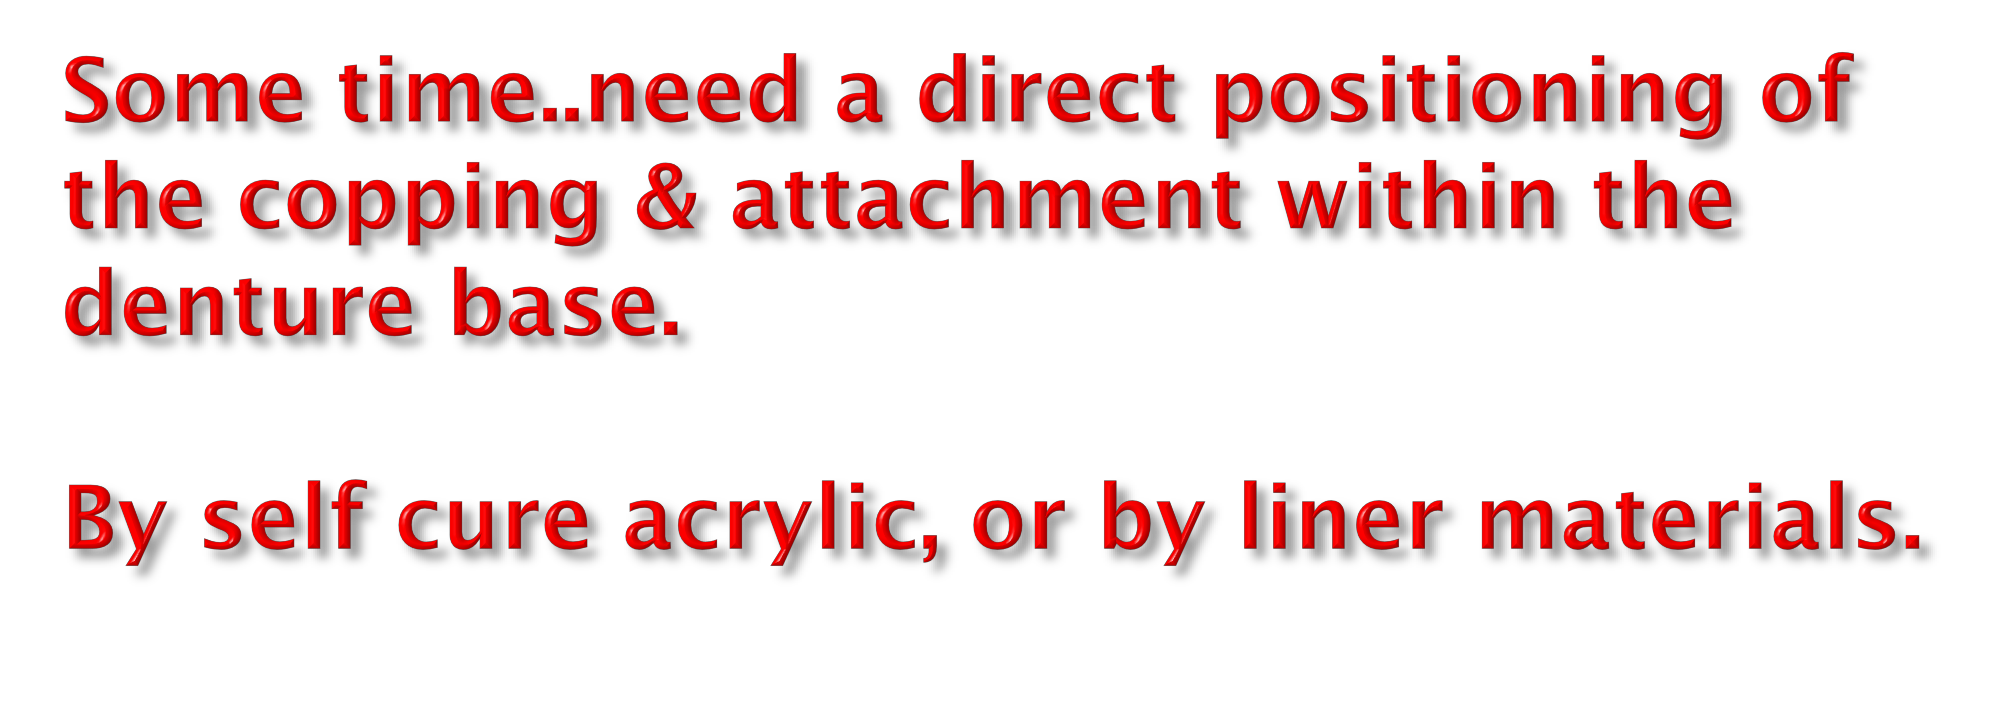 Some time..need a direct positioning of
the copping & attachment within the
denture base.
By self cure acrylic, or by liner materials.